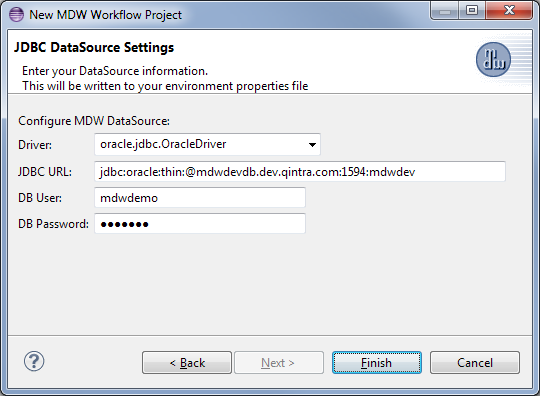 New MDW Workflow Project
JDBC DataSource Settings
Enter your DataSource information.
This will be written to your environment properties file
Configure MDW DataSource:
Driver: oracle.jdbc.OracleDriver
JDBC URL: jdbc:oracle:thin:@mdwdevdb.dev.qintra.com:1594:mdwdev
DB User: mdwdemo
DB Password: ●●●●●●●
? < Back Next > Finish Cancel